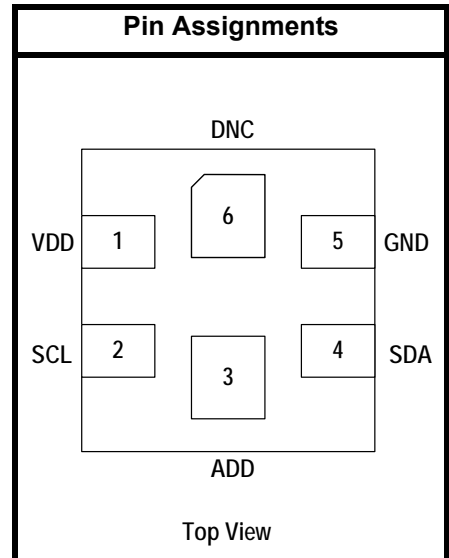 Pin Assignments
DNC
6
VDD 1 5 GND
SCL 2 4 SDA
3
ADD
Top View